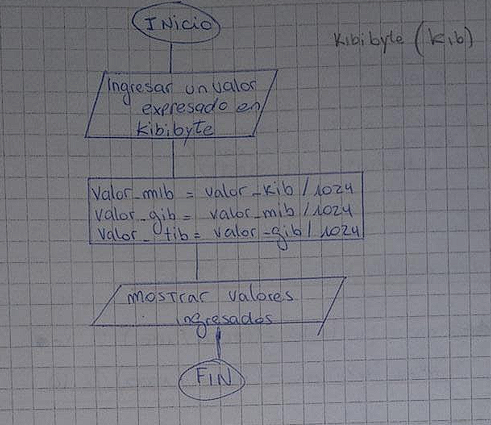 INicio
Kibibyte (kib)
Ingresar un valor
expresado en
kibibyte
Valor_mib = valor_kib / 1024
Valor_gib = valor_mib / 1024
Valor_tib = valor_gib / 1024
mostrar valores
ingresados
FIN